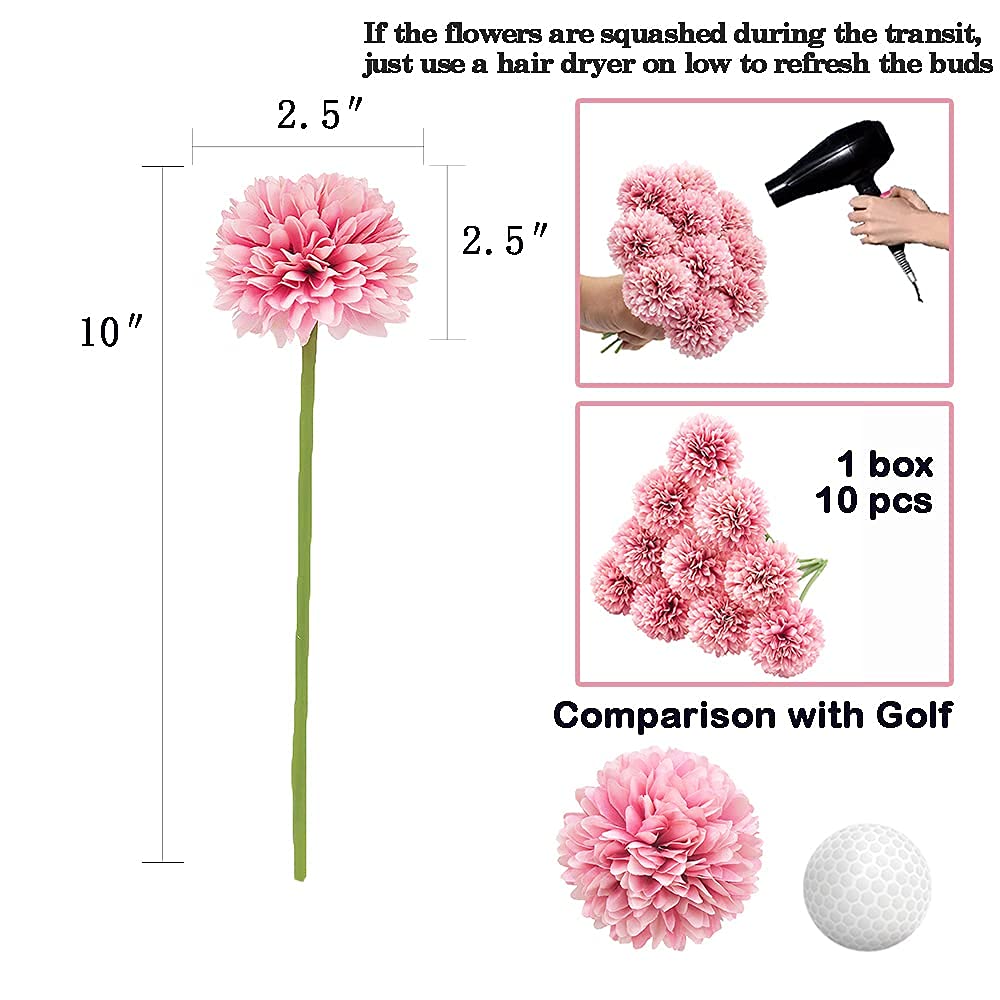 If the flowers are squashed during the transit,
just use a hair dryer on low to refresh the buds
2.5"
2.5"
10"
1 box
10 pcs
Comparison with Golf